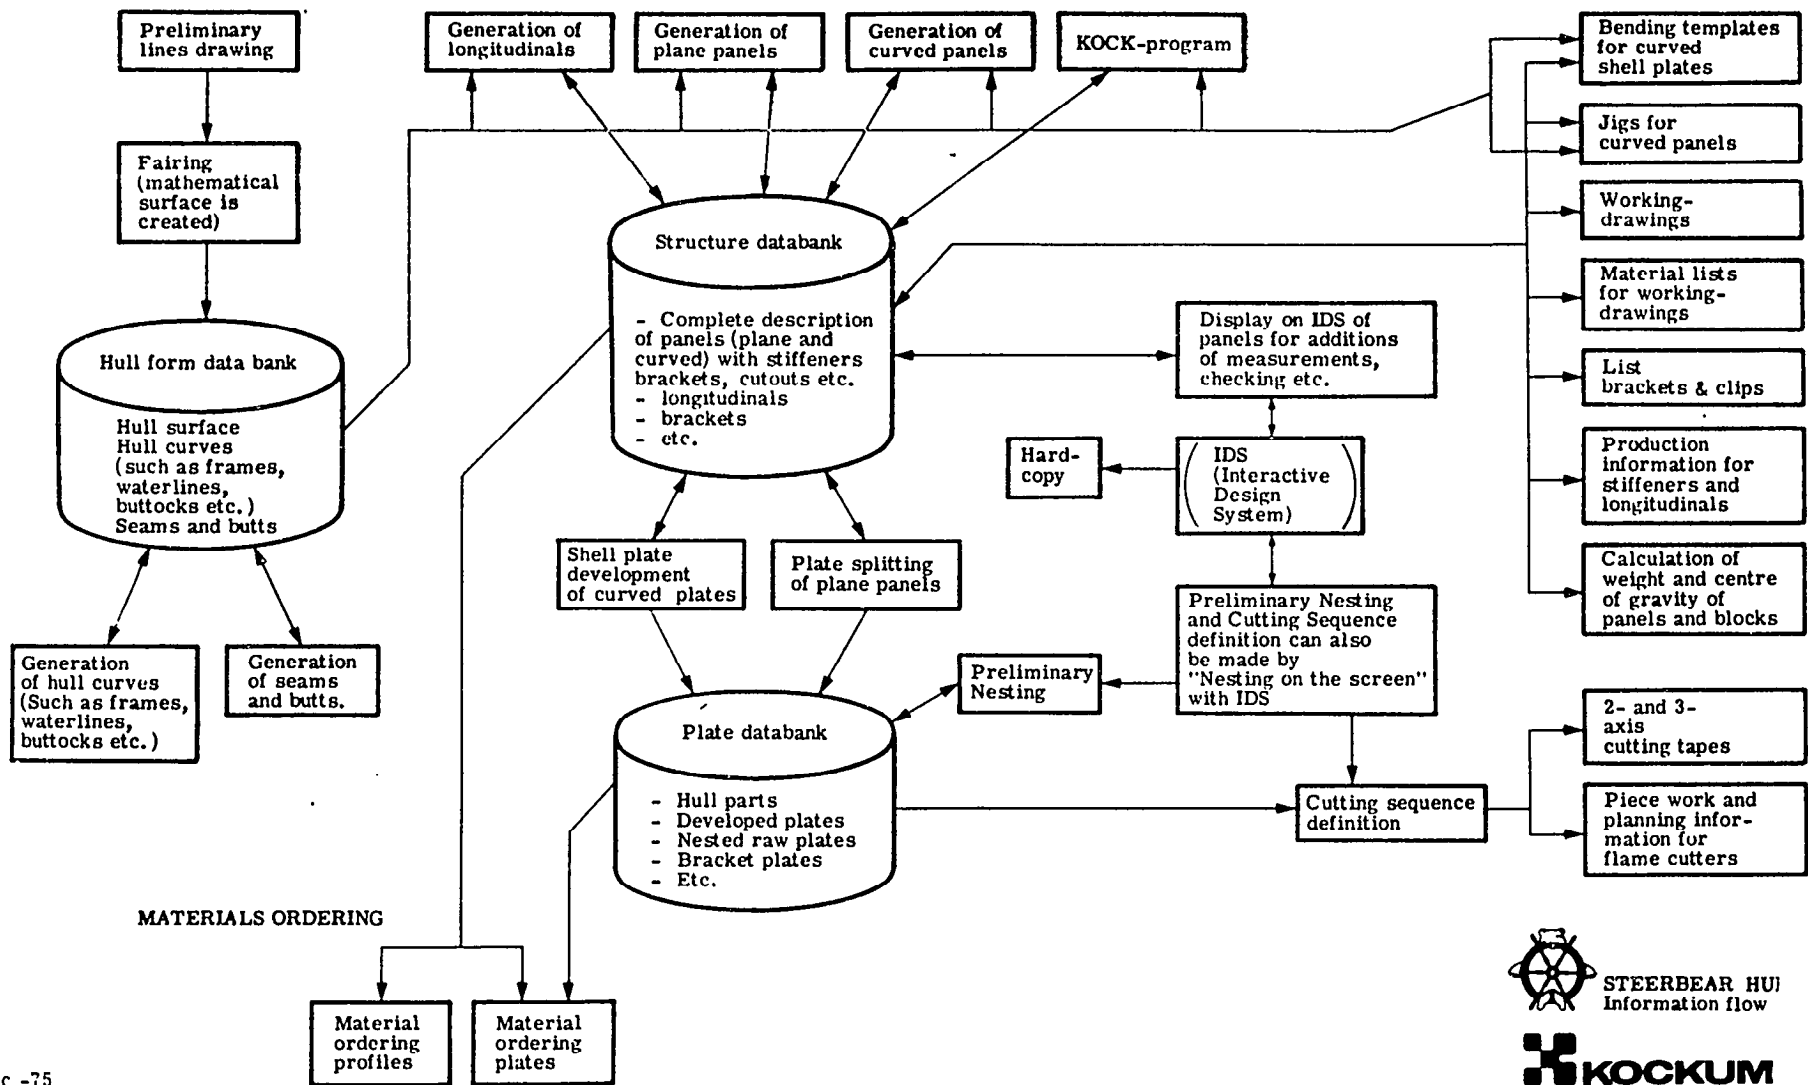 Preliminary
lines drawing
Generation of
longitudinals
Generation of
plane panels
Generation of
curved panels
KOCK-program
Bending templates
for curved
shell plates
Jigs for
curved panels
Working-
drawings
Material lists
for working-
drawings
List
brackets & clips
Production
information for
stiffeners and
longitudinals
Calculation of
weight and centre
of gravity of
panels and blocks
Fairing
(mathematical
surface is
created)
Hull form data bank
Hull surface
Hull curves
(such as frames,
waterlines,
buttocks etc.)
Seams and butts
Generation
of hull curves
(Such as frames,
waterlines,
buttocks etc.)
Generation
of seams
and butts.
Structure databank
- Complete description
of panels (plane and
curved) with stiffeners
brackets, cutouts etc.
- longitudinals
- brackets
- etc.
Display on IDS of
panels for additions
of measurements,
checking etc.
Hard-
copy
IDS
(Interactive
Design
System)
Shell plate
development
of curved plates
Plate splitting
of plane panels
Preliminary Nesting
and Cutting Sequence
definition can also
be made by
"Nesting on the screen"
with IDS
Preliminary
Nesting
Plate databank
- Hull parts
- Developed plates
- Nested raw plates
- Bracket plates
- Etc.
Cutting sequence
definition
2- and 3-
axis
cutting tapes
Piece work and
planning infor-
mation for
flame cutters
MATERIALS ORDERING
Material
ordering
profiles
Material
ordering
plates
STEERBEAR HUI
Information flow
KOCKUM
c -75